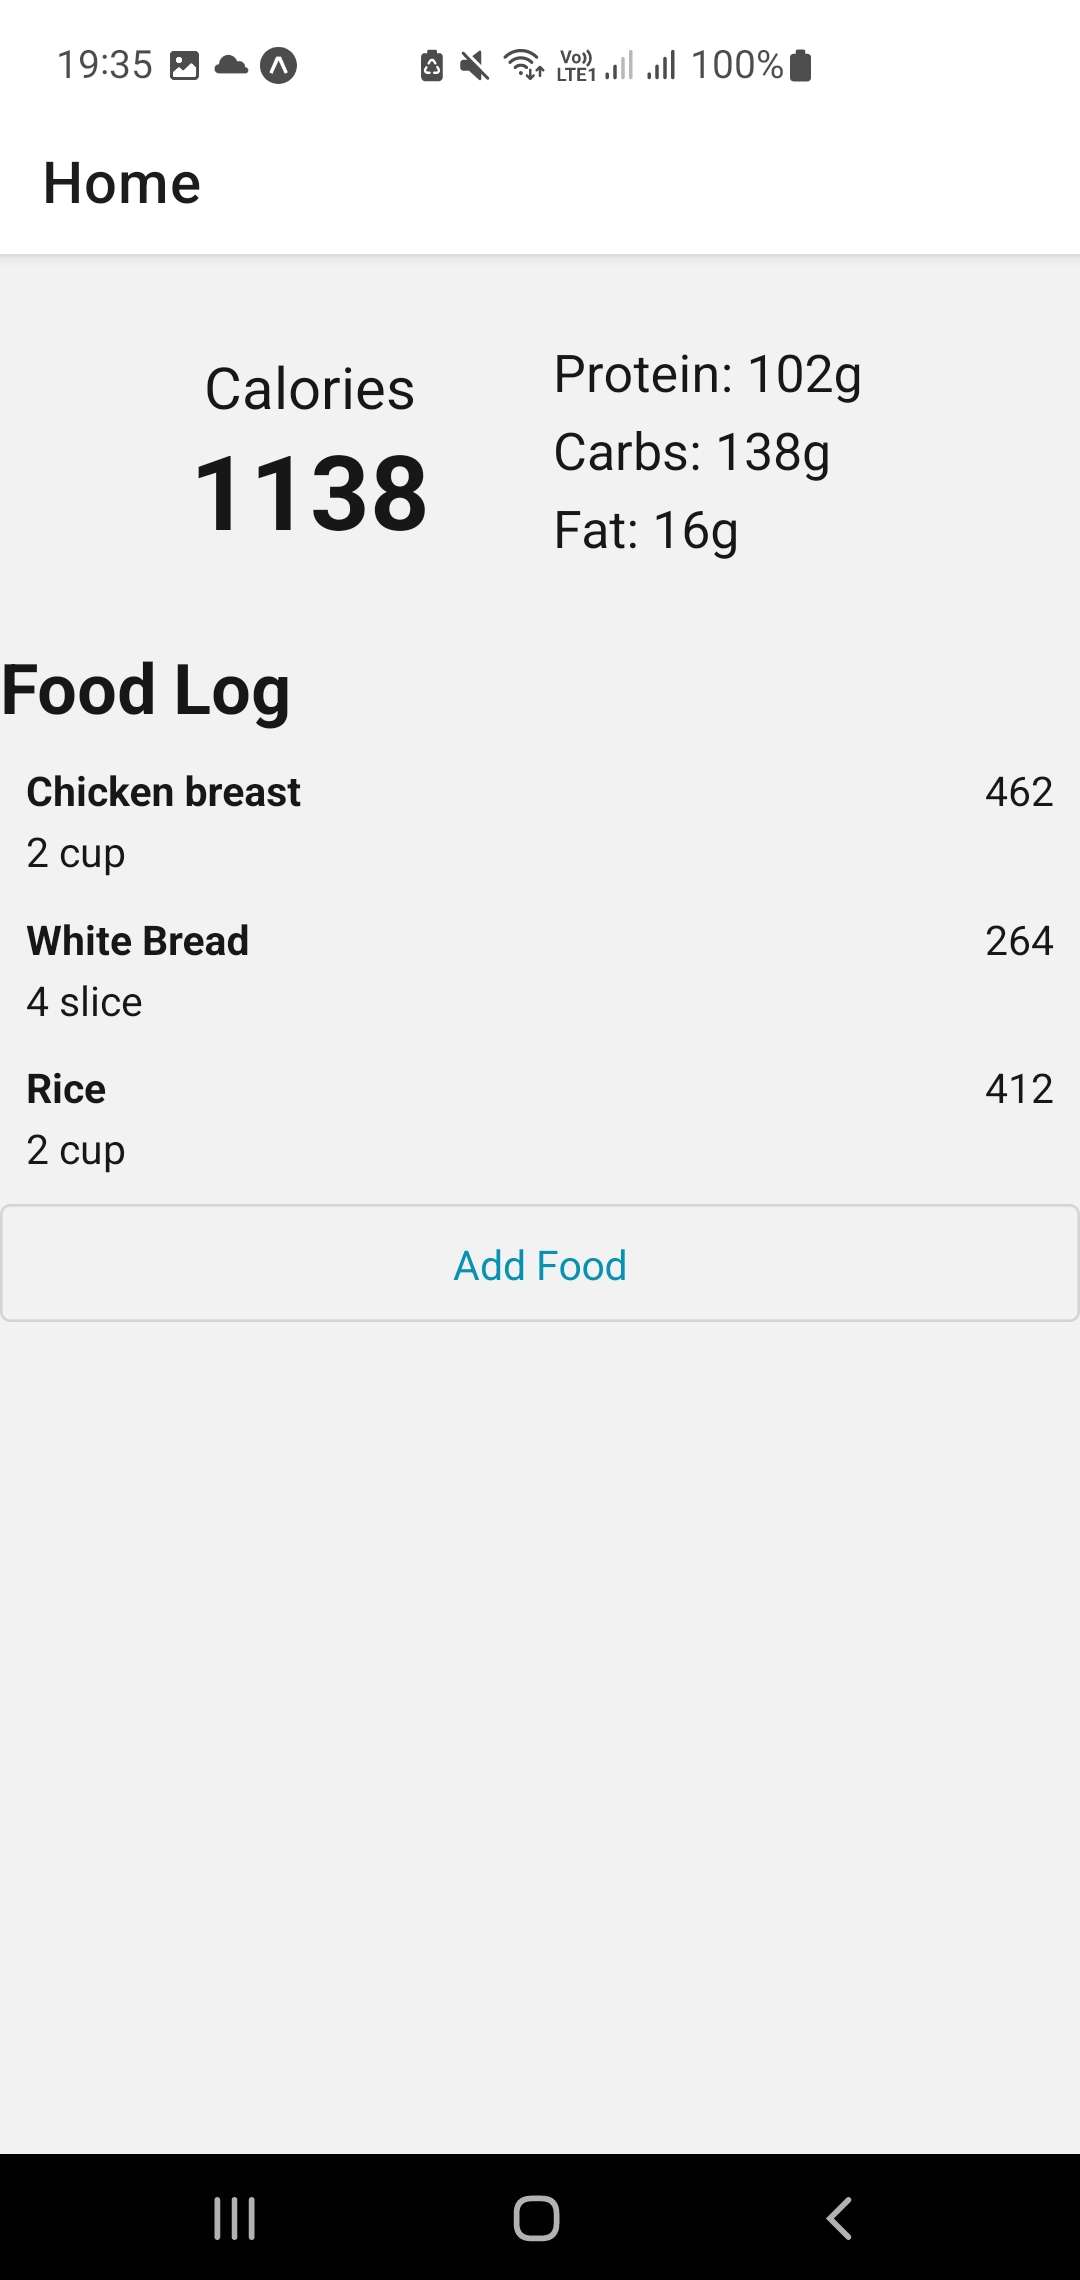 19:35 Vo)) LTE1 100%
Home
Calories
1138
Protein: 102g
Carbs: 138g
Fat: 16g
Food Log
Chicken breast 462
2 cup
White Bread 264
4 slice
Rice 412
2 cup
Add Food